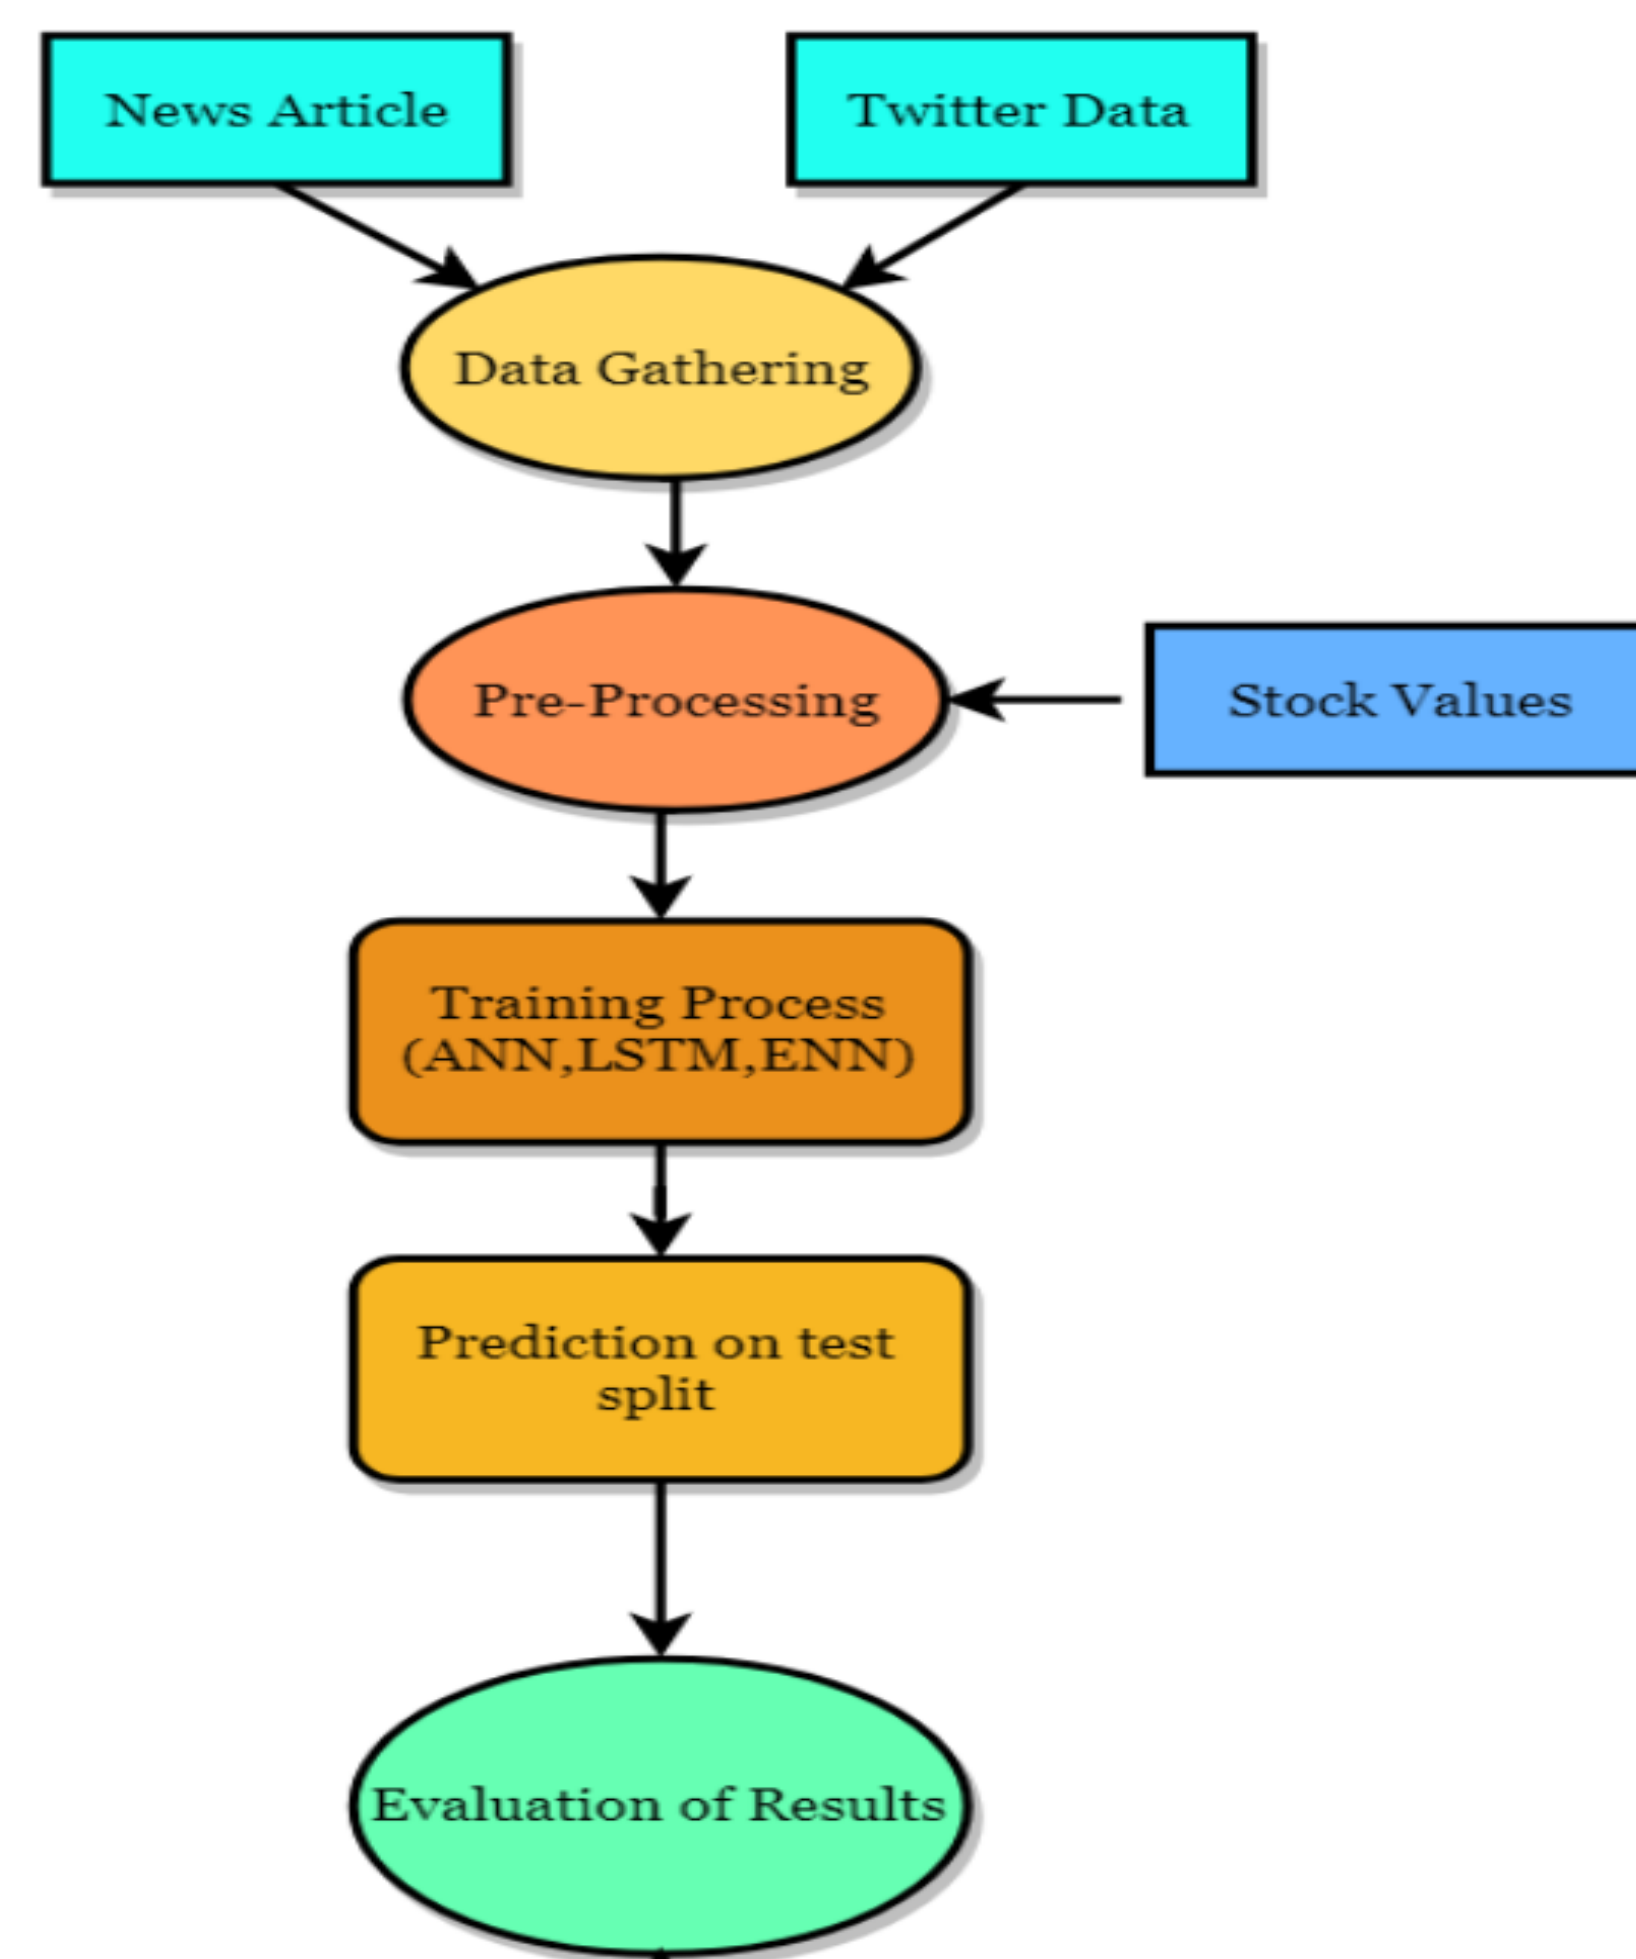 News Article
Twitter Data
Data Gathering
Pre-Processing
Stock Values
Training Process
(ANN,LSTM,ENN)
Prediction on test
split
Evaluation of Results